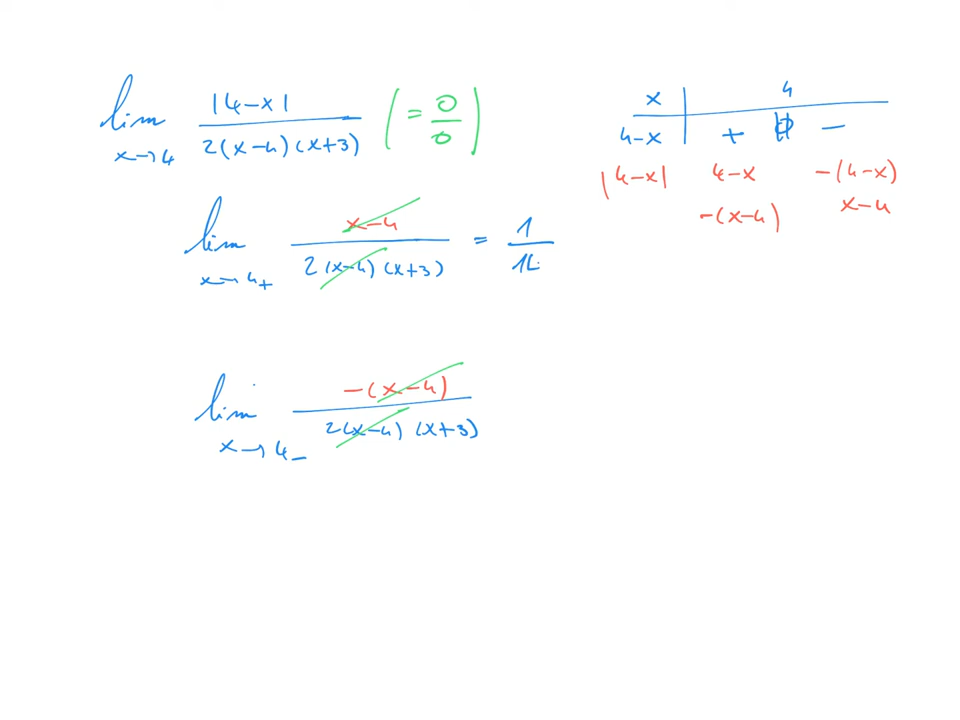 lim x→4 |4-x| / 2(x-4)(x+3) (= 0/0)
x | 4
4-x | + 0 -
|4-x| 4-x -(4-x)
-(x-4) x-4
lim x→4+ x-4 / 2(x-4)(x+3) = 1/14
lim x→4- -(x-4) / 2(x-4)(x+3)